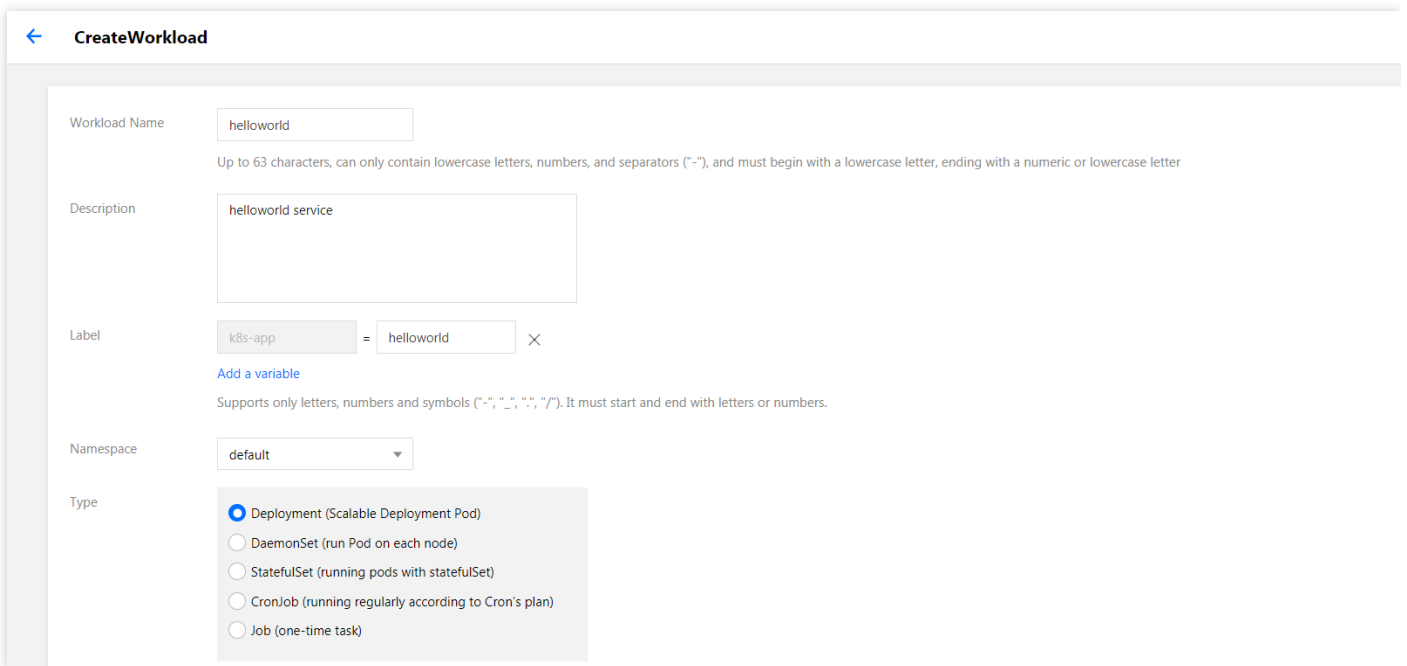 CreateWorkload
Workload Name
helloworld
Up to 63 characters, can only contain lowercase letters, numbers, and separators ("-"), and must begin with a lowercase letter, ending with a numeric or lowercase letter
Description
helloworld service
Label
k8s-app = helloworld
Add a variable
Supports only letters, numbers and symbols ("-", "_", ".", "/"). It must start and end with letters or numbers.
Namespace
default
Type
Deployment (Scalable Deployment Pod)
DaemonSet (run Pod on each node)
StatefulSet (running pods with statefulSet)
CronJob (running regularly according to Cron's plan)
Job (one-time task)